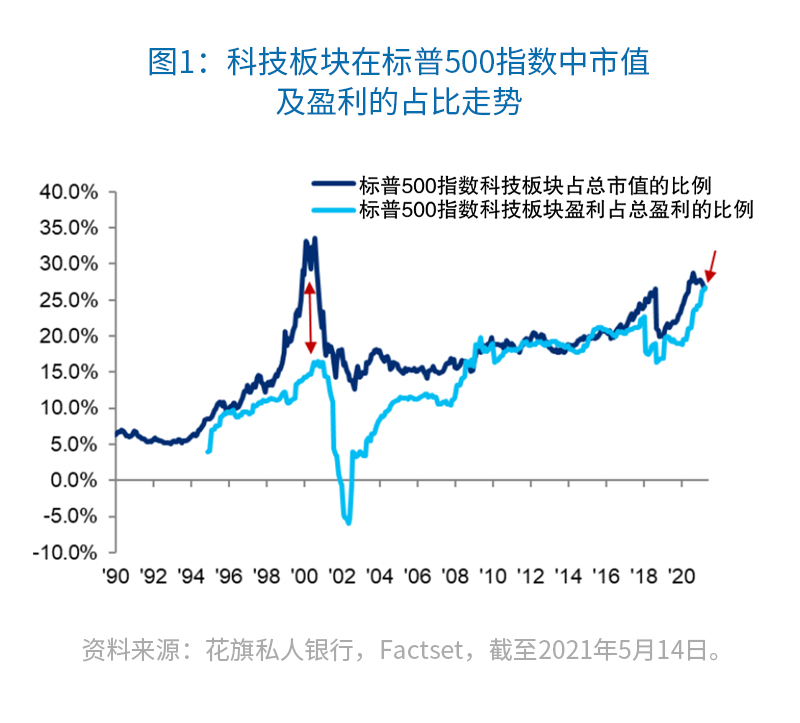 图1：科技板块在标普500指数中市值
及盈利的占比走势
标普500指数科技板块占总市值的比例
标普500指数科技板块盈利占总盈利的比例
40.0%
35.0%
30.0%
25.0%
20.0%
15.0%
10.0%
5.0%
0.0%
-5.0%
-10.0%
'90 '92 '94 '96 '98 '00 '02 '04 '06 '08 '10 '12 '14 '16 '18 '20
资料来源：花旗私人银行，Factset，截至2021年5月14日。